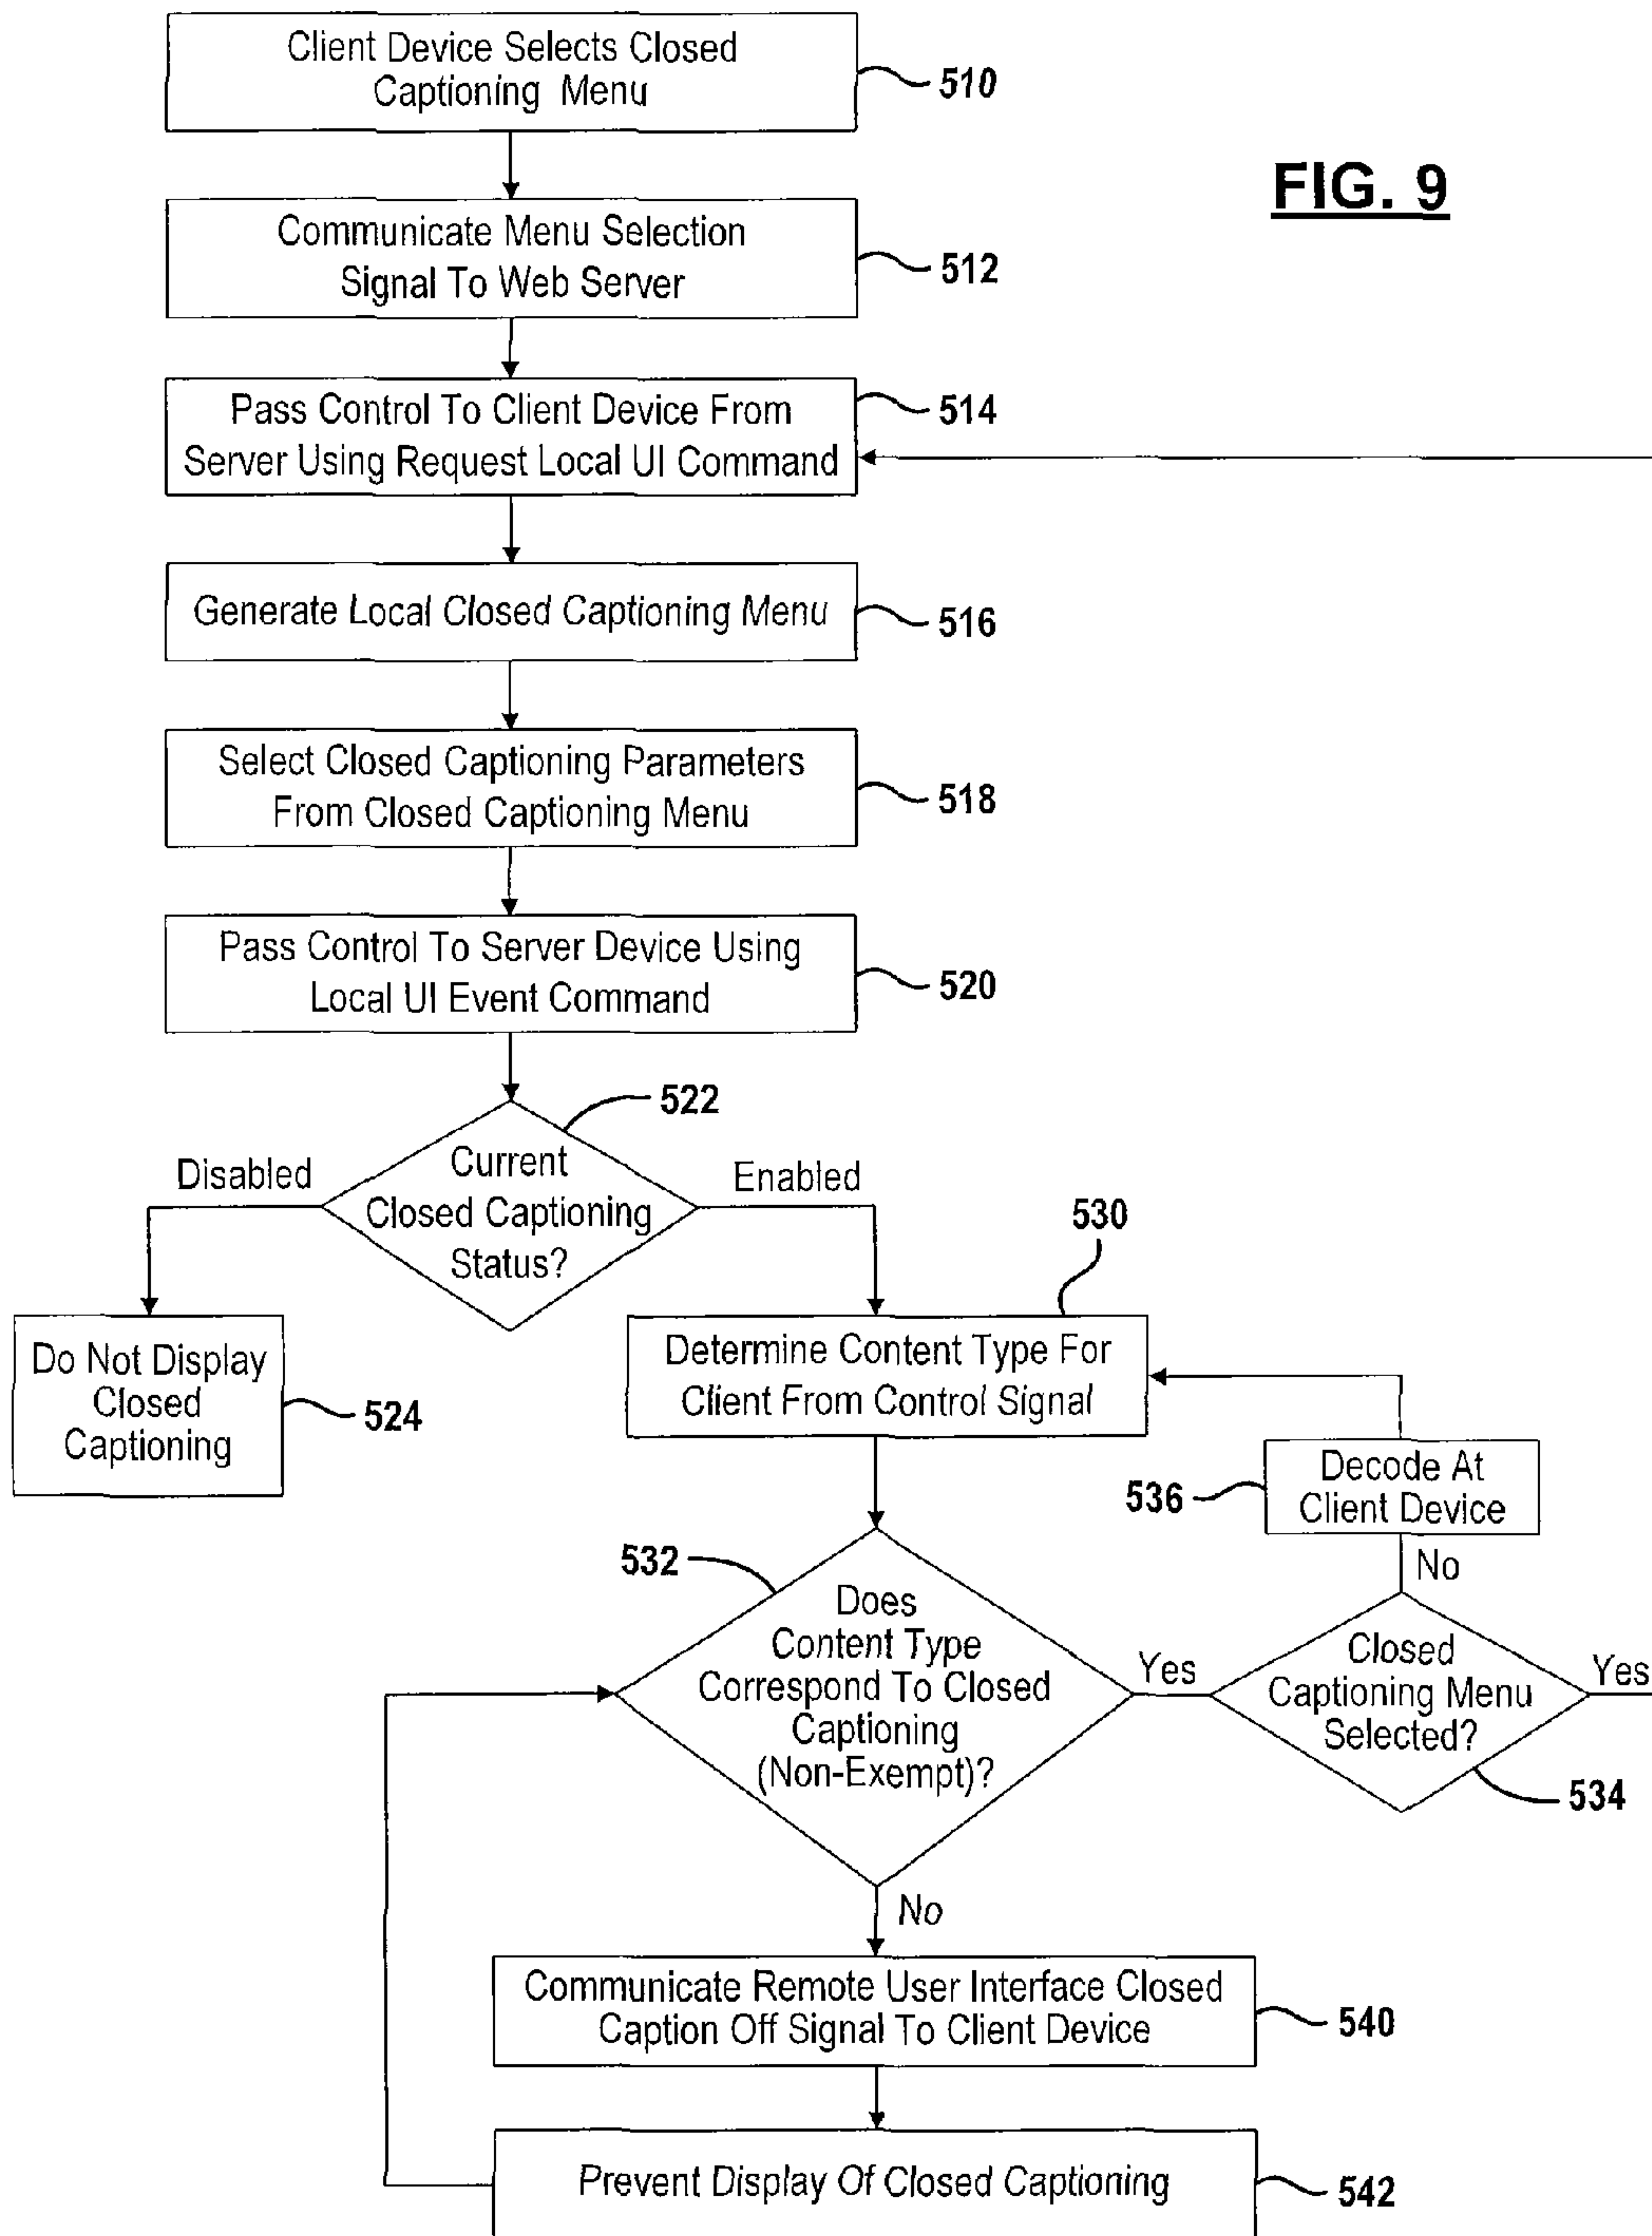 Client Device Selects Closed
Captioning Menu
510
FIG. 9
Communicate Menu Selection
Signal To Web Server
512
Pass Control To Client Device From
Server Using Request Local UI Command
514
Generate Local Closed Captioning Menu
516
Select Closed Captioning Parameters
From Closed Captioning Menu
518
Pass Control To Server Device Using
Local UI Event Command
520
522
Current
Closed Captioning
Status?
Disabled
Enabled
Do Not Display
Closed
Captioning
524
530
Determine Content Type For
Client From Control Signal
536
Decode At
Client Device
No
532
Does
Content Type
Correspond To Closed
Captioning
(Non-Exempt)?
Yes
Closed
Captioning Menu
Selected?
Yes
534
No
Communicate Remote User Interface Closed
Caption Off Signal To Client Device
540
Prevent Display Of Closed Captioning
542